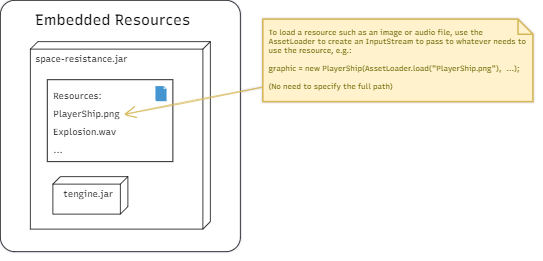 Embedded Resources
space-resistance.jar
Resources:
PlayerShip.png
Explosion.wav
...
tengine.jar
To load a resource such as an image or audio file, use the
AssetLoader to create an InputStream to pass to whatever needs to
use the resource, e.g.:
graphic = new PlayerShip(AssetLoader.load("PlayerShip.png"), ...);
(No need to specify the full path)